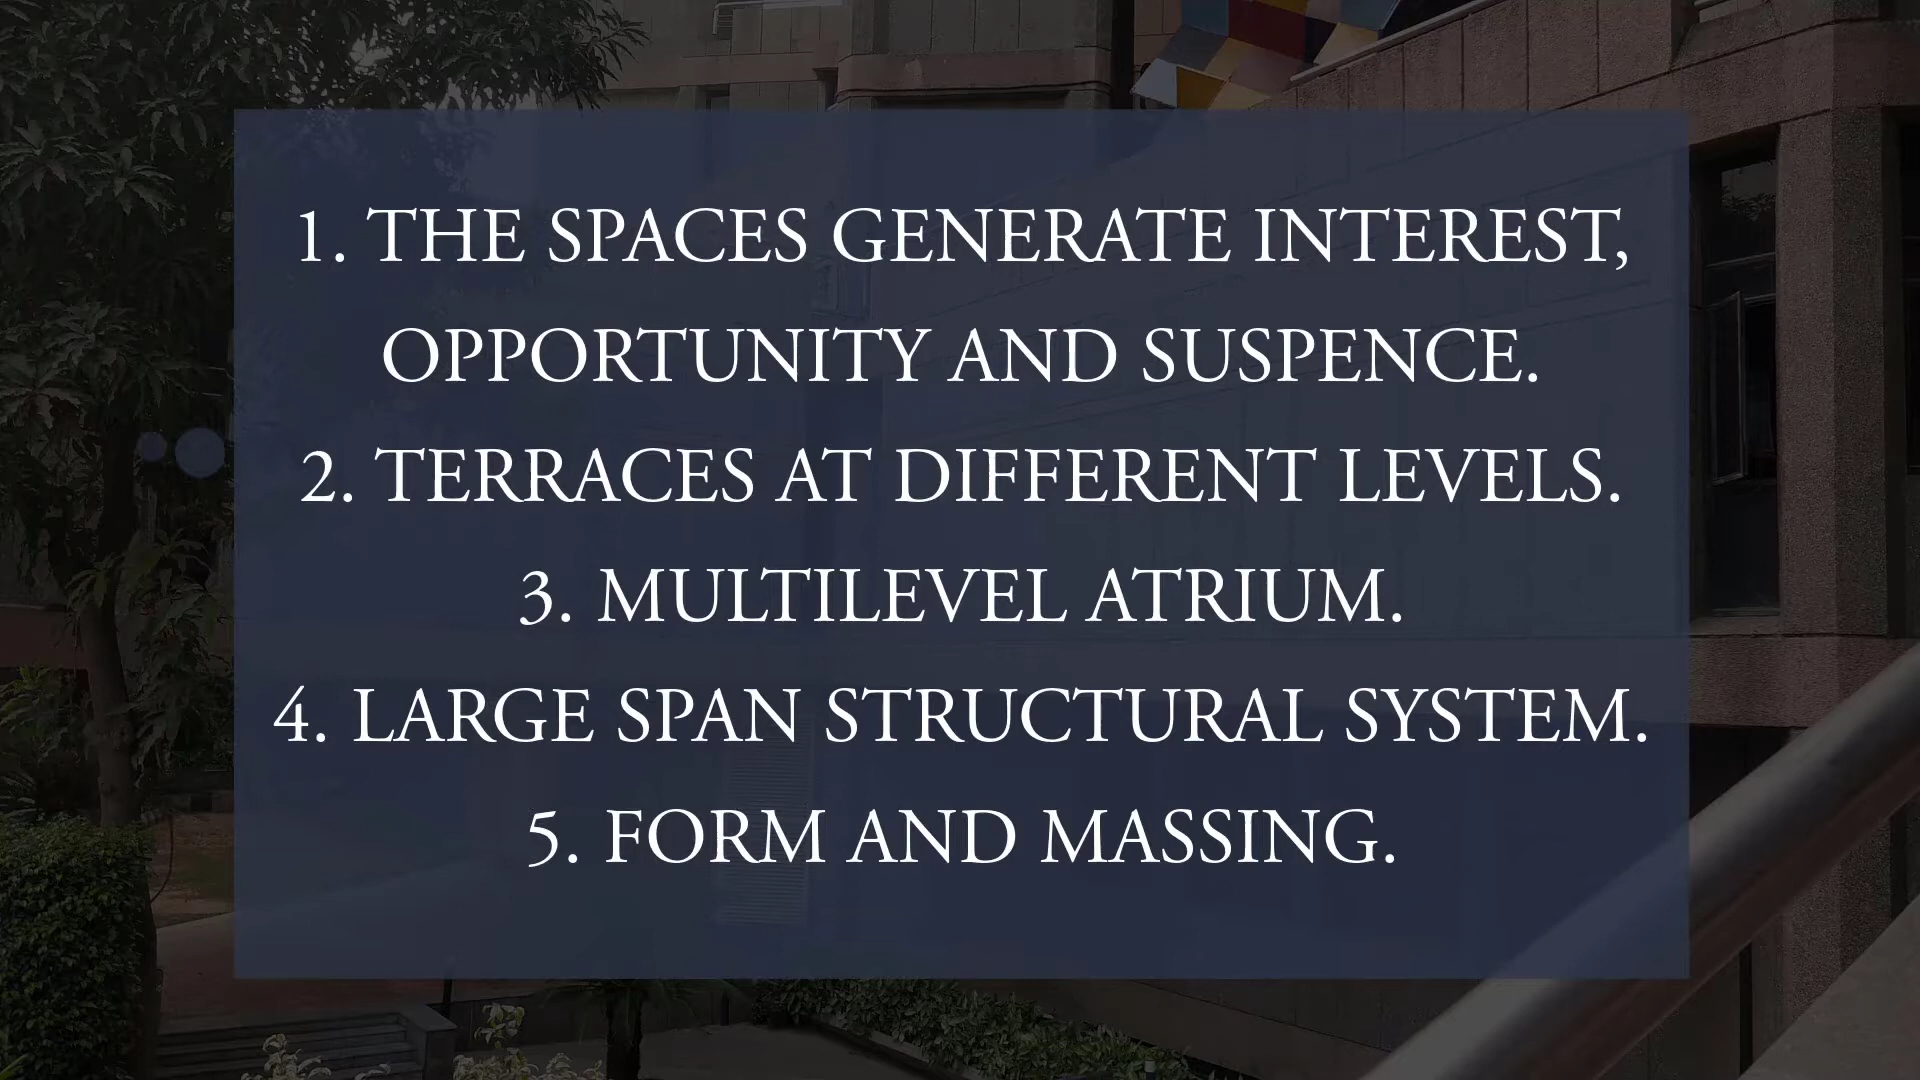 1. THE SPACES GENERATE INTEREST,
OPPORTUNITY AND SUSPENCE.
2. TERRACES AT DIFFERENT LEVELS.
3. MULTILEVEL ATRIUM.
4. LARGE SPAN STRUCTURAL SYSTEM.
5. FORM AND MASSING.